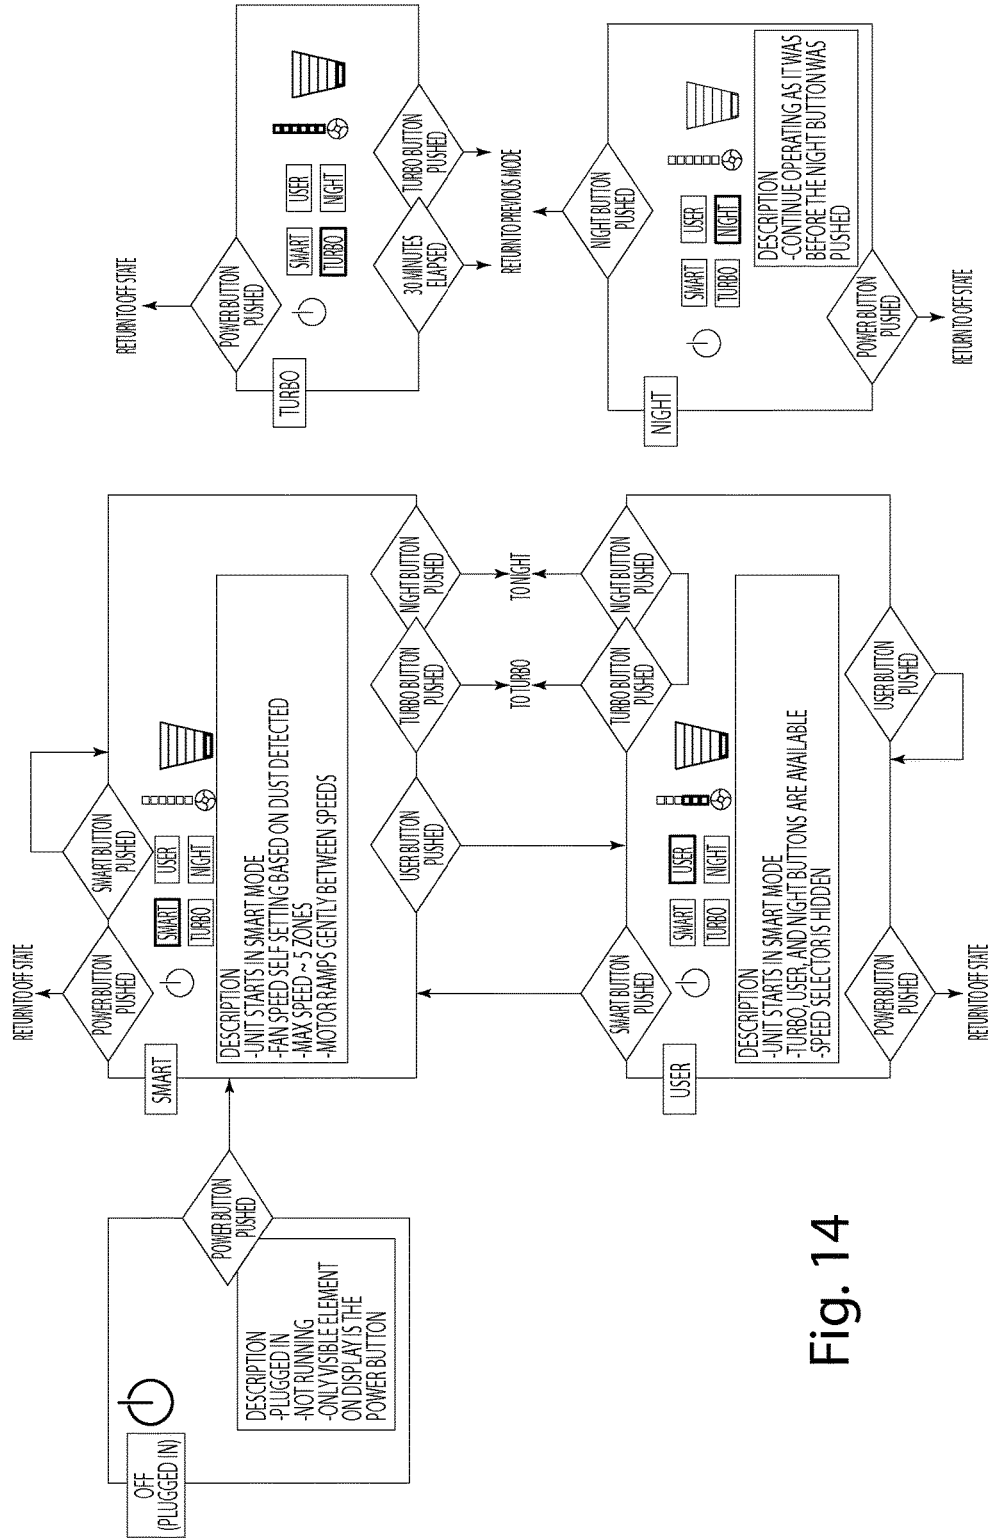 OFF
(PLUGGED IN)
DESCRIPTION
-PLUGGED IN
-NOT RUNNING
-ONLY VISIBLE ELEMENT
ON DISPLAY IS THE
POWER BUTTON
POWER BUTTON
PUSHED
RETURN TO OFF STATE
POWER BUTTON
PUSHED
SMART BUTTON
PUSHED
SMART
SMART
USER
TURBO
NIGHT
DESCRIPTION
-UNIT STARTS IN SMART MODE
-FAN SPEED SELF SETTING BASED ON DUST DETECTED
-MAX SPEED ~ 5 ZONES
-MOTOR RAMPS GENTLY BETWEEN SPEEDS
USER BUTTON
PUSHED
TURBO BUTTON
PUSHED
NIGHT BUTTON
PUSHED
TO TURBO
TO NIGHT
SMART BUTTON
PUSHED
TURBO BUTTON
PUSHED
NIGHT BUTTON
PUSHED
USER
SMART
USER
TURBO
NIGHT
DESCRIPTION
-UNIT STARTS IN SMART MODE
-TURBO, USER, AND NIGHT BUTTONS ARE AVAILABLE
-SPEED SELECTOR IS HIDDEN
POWER BUTTON
PUSHED
USER BUTTON
PUSHED
RETURN TO OFF STATE
RETURN TO OFF STATE
POWER BUTTON
PUSHED
TURBO
SMART
USER
TURBO
NIGHT
30 MINUTES
ELAPSED
TURBO BUTTON
PUSHED
RETURN TO PREVIOUS MODE
NIGHT BUTTON
PUSHED
NIGHT
SMART
USER
TURBO
NIGHT
DESCRIPTION
-CONTINUE OPERATING AS IT WAS
BEFORE THE NIGHT BUTTON WAS
PUSHED
POWER BUTTON
PUSHED
RETURN TO OFF STATE
Fig. 14